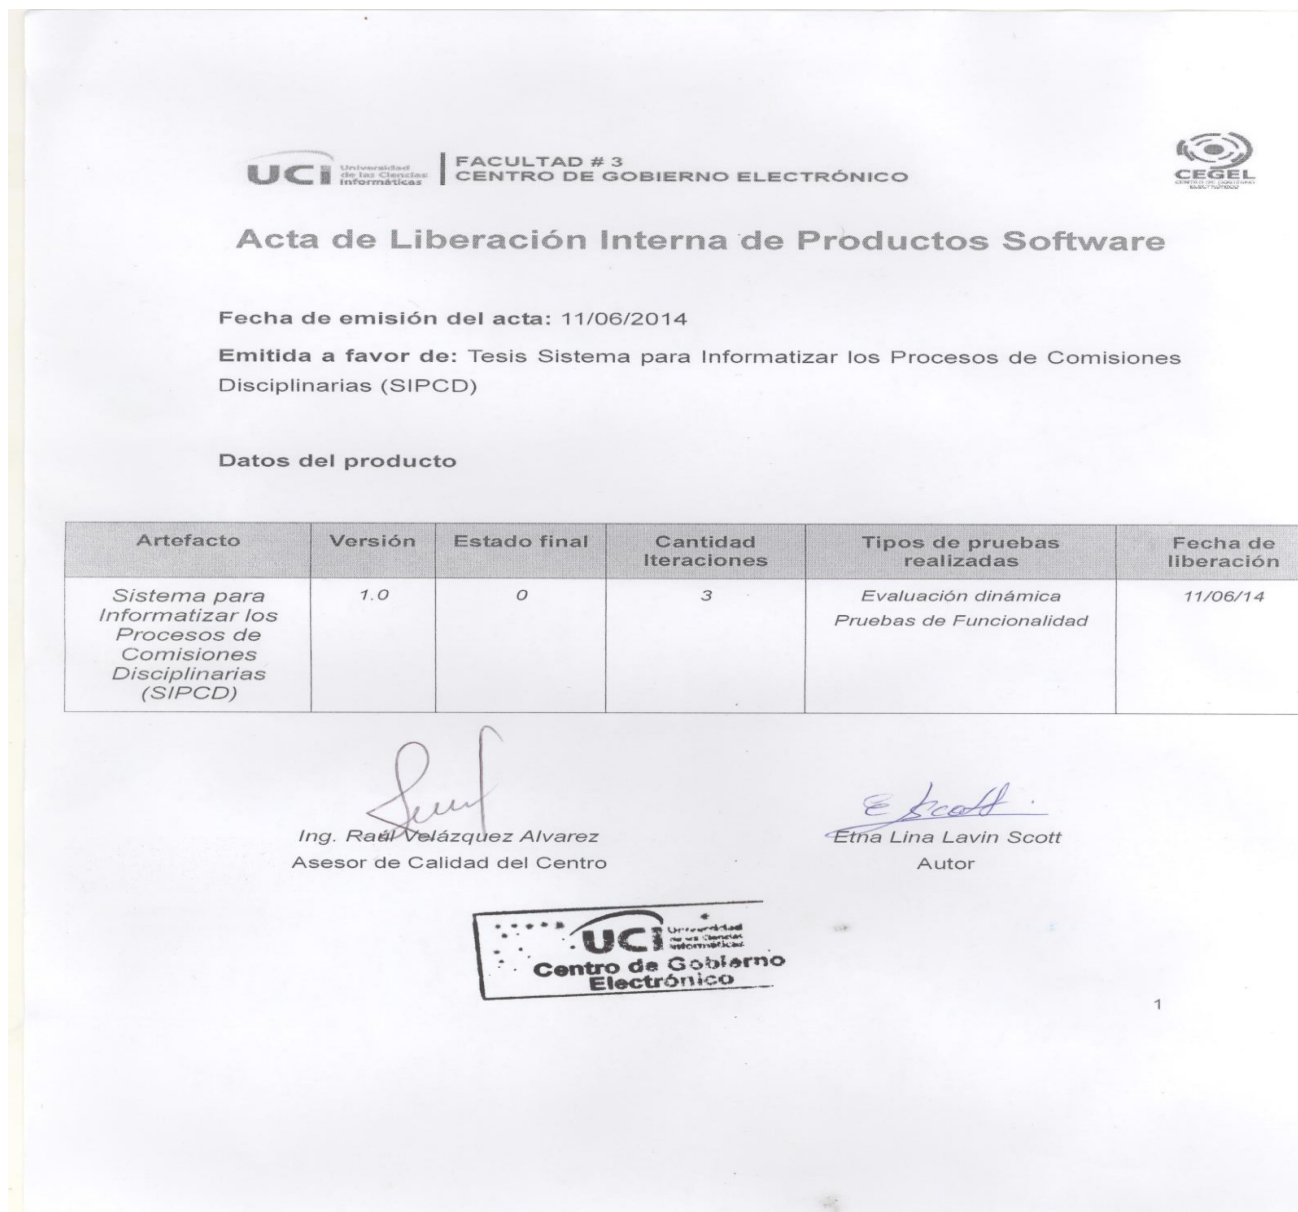 UCi Universidad de las Ciencias Informáticas
FACULTAD # 3
CENTRO DE GOBIERNO ELECTRÓNICO
CEGEL
CENTRO DE GOBIERNO
ELECTRÓNICO
Acta de Liberación Interna de Productos Software
Fecha de emisión del acta: 11/06/2014
Emitida a favor de: Tesis Sistema para Informatizar los Procesos de Comisiones
Disciplinarias (SIPCD)
Datos del producto
Artefacto Versión Estado final Cantidad Iteraciones Tipos de pruebas realizadas Fecha de liberación
Sistema para 1.0 0 3 Evaluación dinámica 11/06/14
Informatizar los Pruebas de Funcionalidad
Procesos de
Comisiones
Disciplinarias
(SIPCD)
E Scott
Ing. Raúl Velázquez Alvarez
Etna Lina Lavin Scott
Asesor de Calidad del Centro
Autor
UCi Universidad de las Ciencias Informáticas
Centro de Gobierno
Electrónico
1